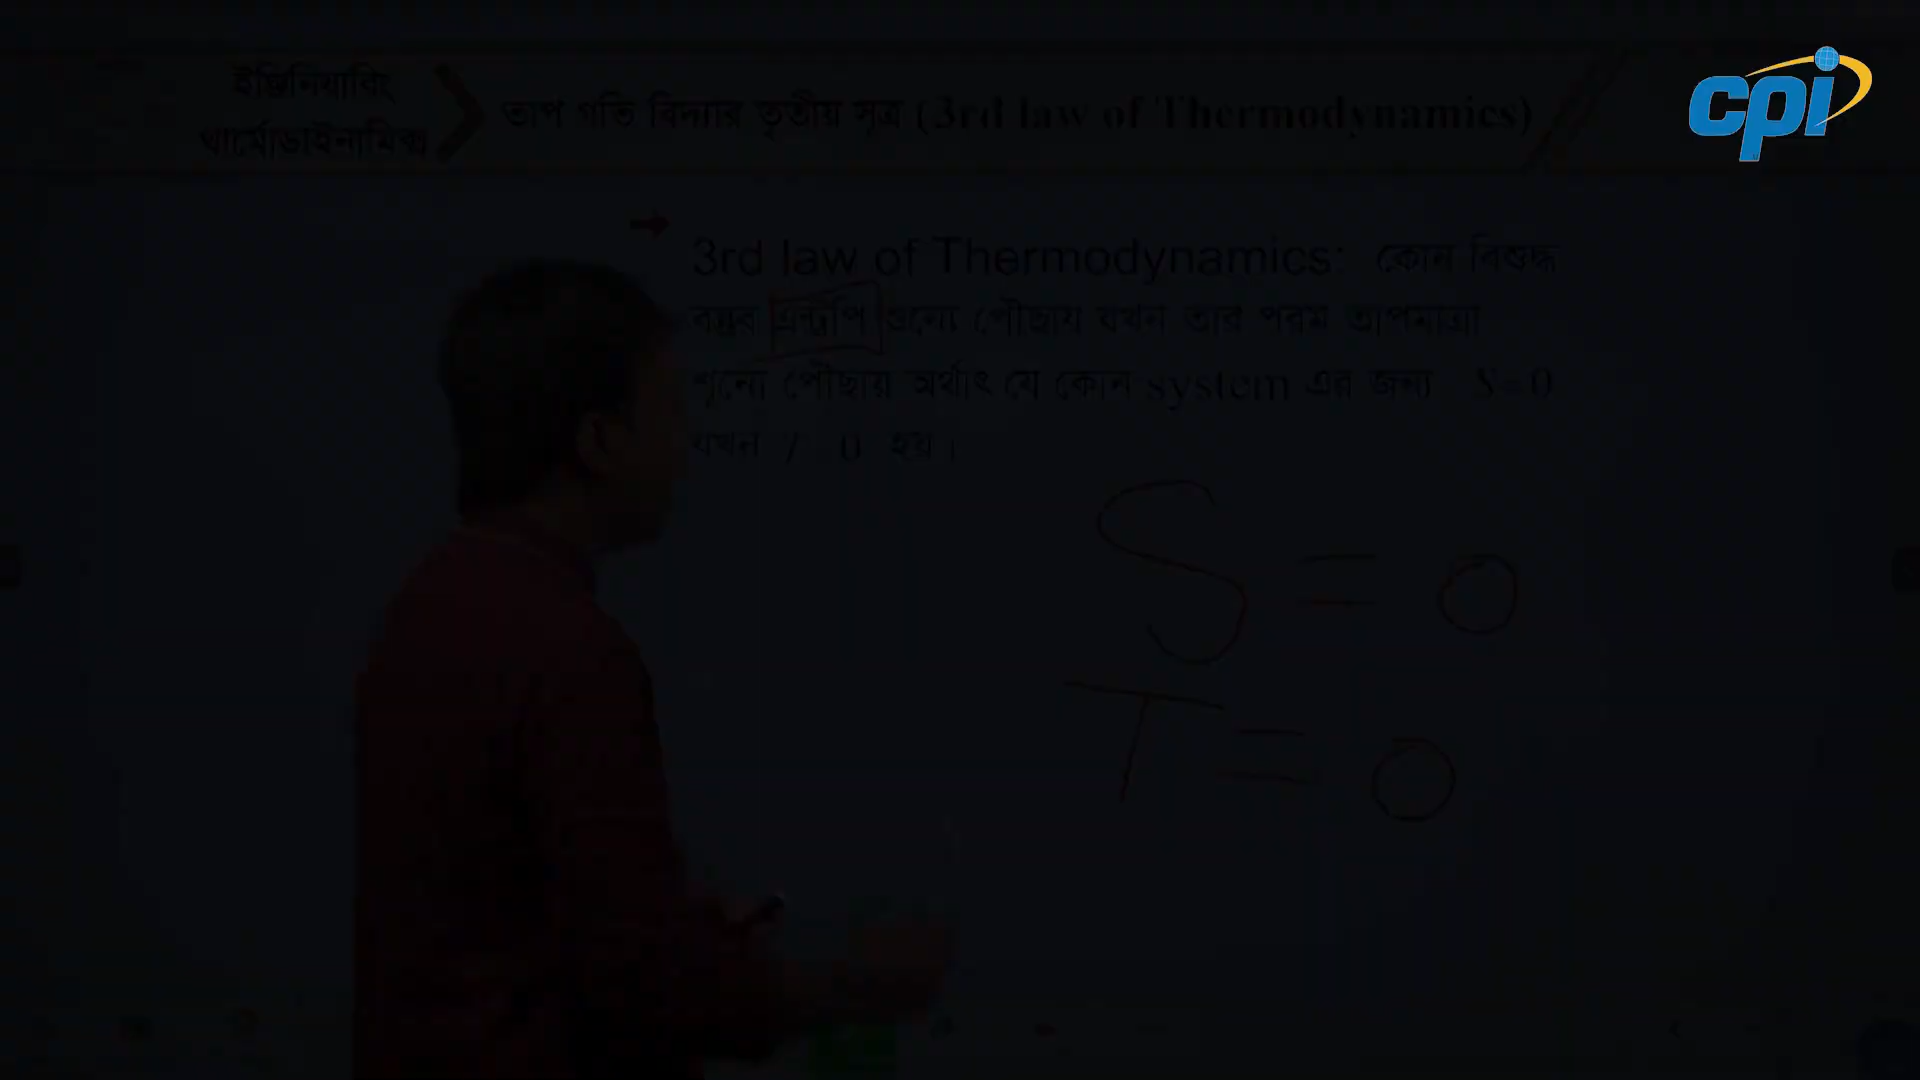 ইঞ্জিনিয়ারিং
থার্মোডাইনামিক্স
তাপ গতি বিদ্যার তৃতীয় সূত্র (3rd law of Thermodynamics)
cpi
3rd law of Thermodynamics: কোন বিশুদ্ধ
বস্তুর এন্ট্রপি শুন্যে পৌছায় যখন তার পরম তাপমাত্রা
শূন্যে পৌছায় অর্থাৎ যে কোন system এর জন্য S=0
যখন T 0 হয়।
S = 0
T = 0